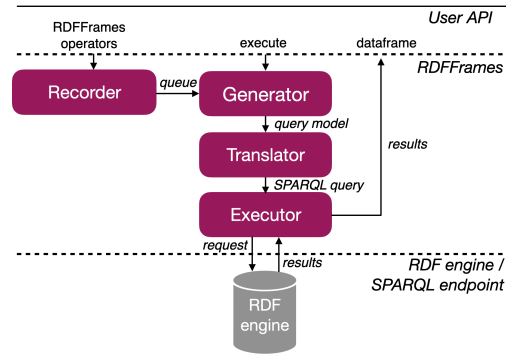 User API
RDFFrames
operators
execute
dataframe
RDFFrames
Recorder
queue
Generator
query model
Translator
results
SPARQL query
Executor
request
results
RDF engine /
SPARQL endpoint
RDF
engine